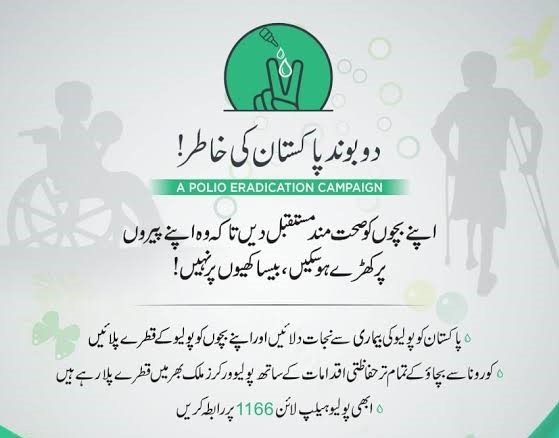 دو بوند پاکستان کی خاطر!
A POLIO ERADICATION CAMPAIGN
اپنے بچوں کو صحت مند مستقبل دیں تاکہ وہ اپنے پیروں
پر کھڑے ہو سکیں، بیساکھیوں پر نہیں!
پاکستان کو پولیو کی بیماری سے نجات دلائیں اور اپنے بچوں کو پولیو کے قطرے پلائیں
کورونا سے بچاؤ کے تمام تر حفاظتی اقدامات کے ساتھ پولیو ورکرز ملک بھر میں قطرے پلا رہے ہیں
ابھی پولیو ہیلپ لائن 1166 پر رابطہ کریں